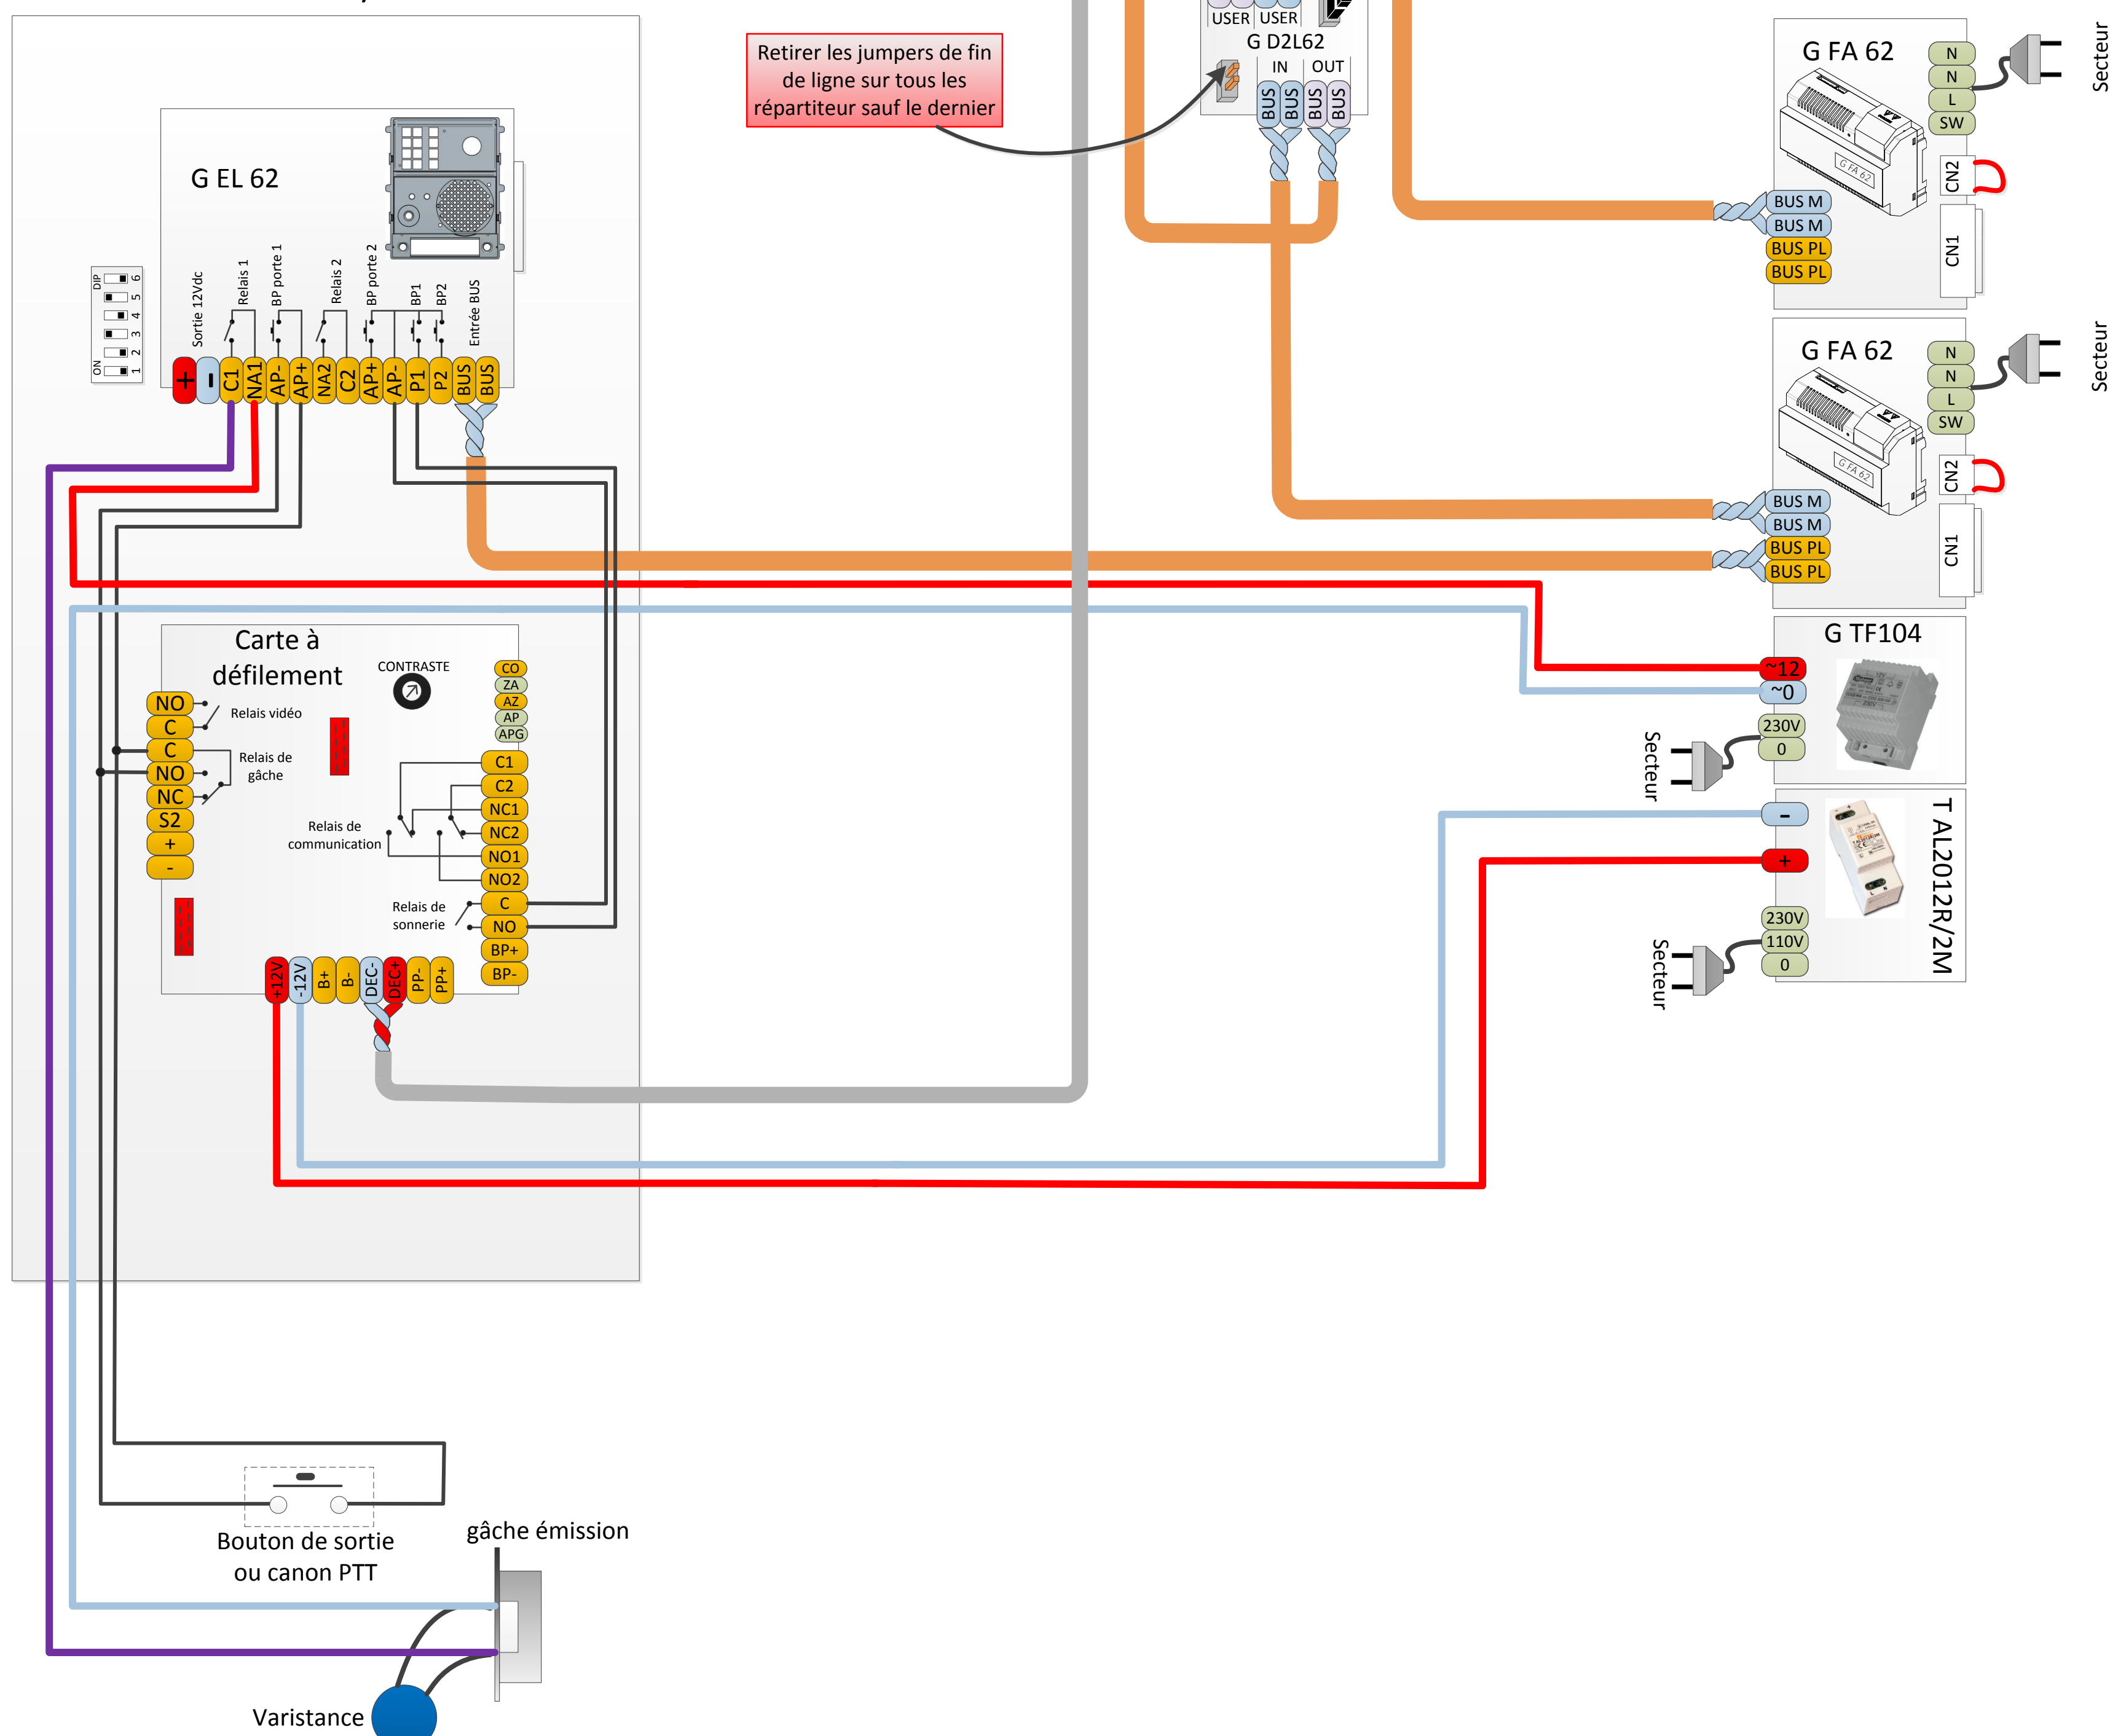 USER USER
G D2L62
IN OUT
BUS BUS BUS BUS
Retirer les jumpers de fin
de ligne sur tous les
répartiteur sauf le dernier
G FA 62
N
N
L
SW
Secteur
CN2
CN1
BUS M
BUS M
BUS PL
BUS PL
G FA 62
G EL 62
DIP
ON
1 2 3 4 5 6
Sortie 12Vdc
Relais 1
BP porte 1
Relais 2
BP porte 2
BP1
BP2
Entrée BUS
+ - C1 NA1 AP- AP+ NA2 C2 AP+ AP- P1 P2 BUS BUS
G FA 62
N
N
L
SW
Secteur
CN2
CN1
BUS M
BUS M
BUS PL
BUS PL
G FA 62
G TF104
~12
~0
230V
0
Secteur
T AL2012R/2M
-
+
230V
110V
0
Secteur
Carte à
défilement
CONTRASTE
CO
ZA
AZ
AP
APG
NO
C
C
NO
NC
S2
+
-
Relais vidéo
Relais de
gâche
Relais de
communication
C1
C2
NC1
NC2
NO1
NO2
C
NO
BP+
BP-
Relais de
sonnerie
+12V -12V B+ B- DEC- DEC+ PP- PP+
Bouton de sortie
ou canon PTT
gâche émission
Varistance